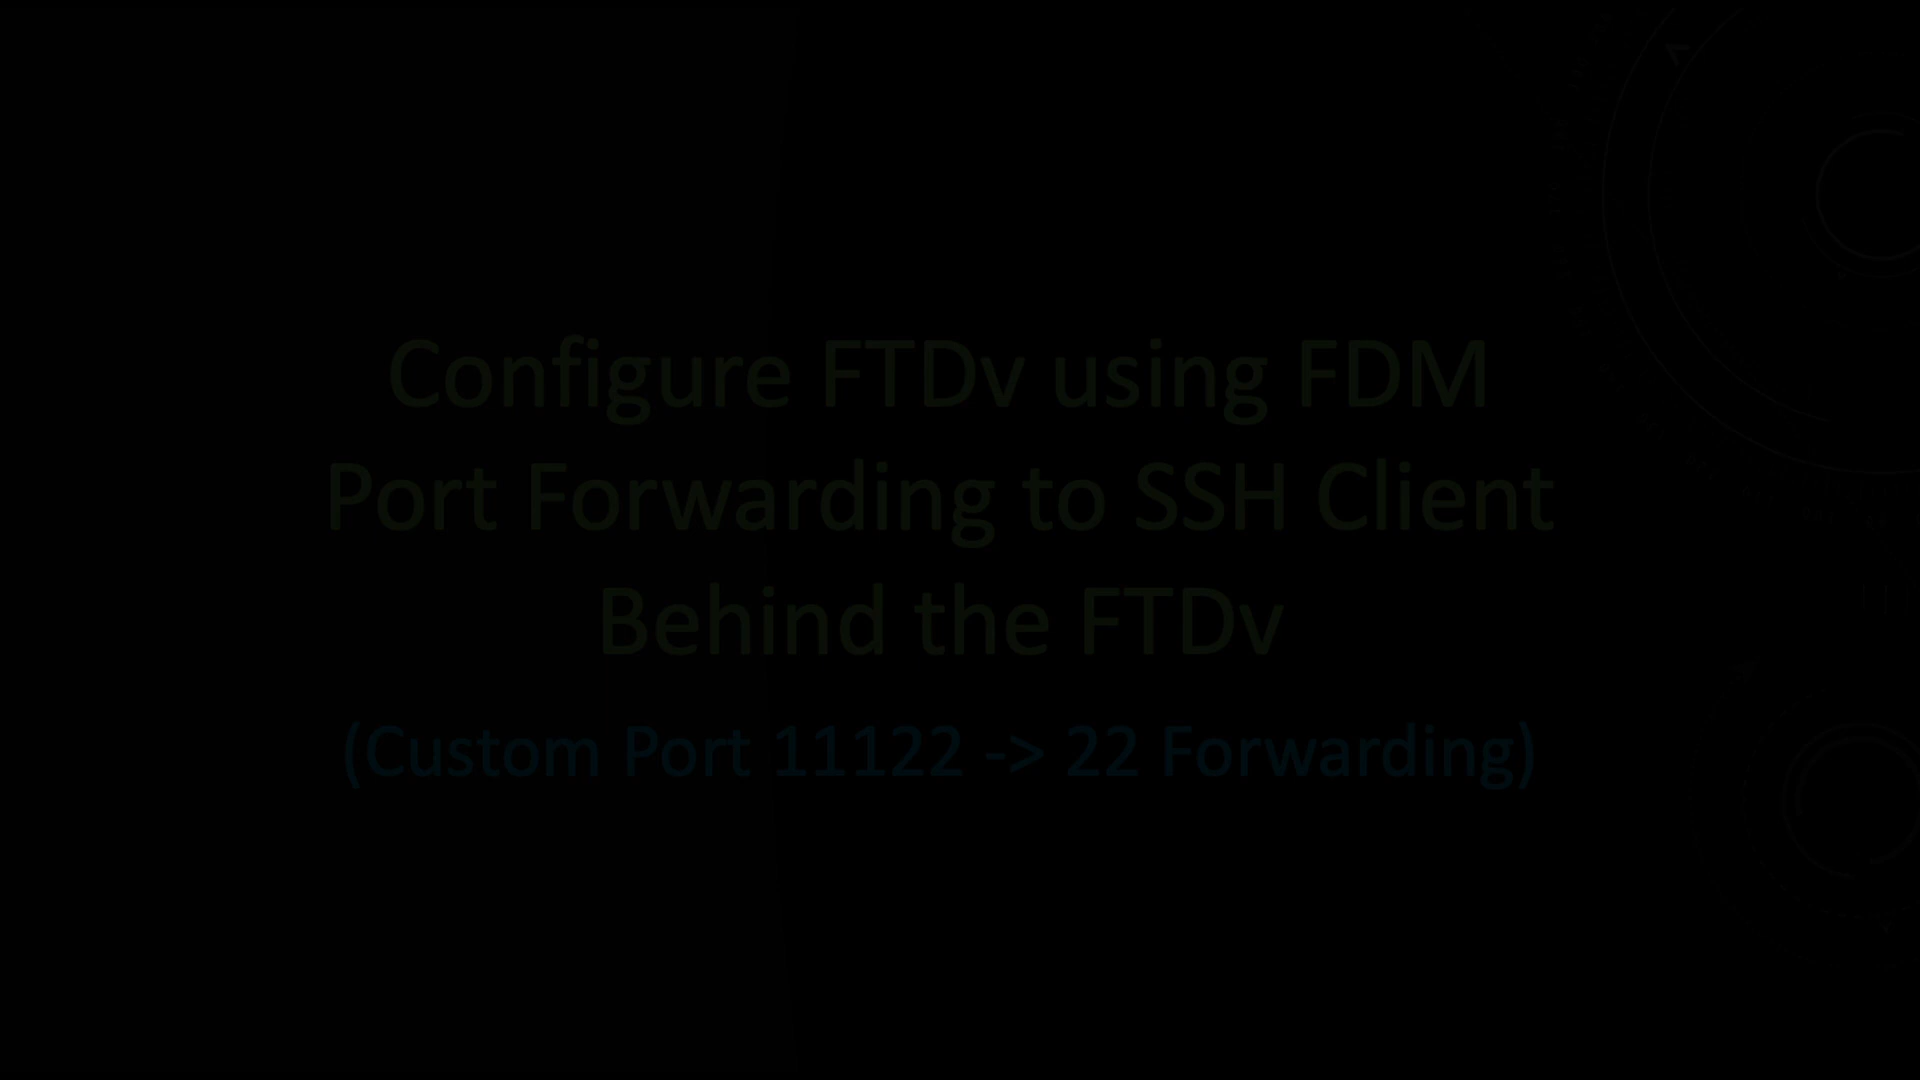 Configure FTDv using FDM
Port Forwarding to SSH Client
Behind the FTDv
(Custom Port 11122 -> 22 Forwarding)